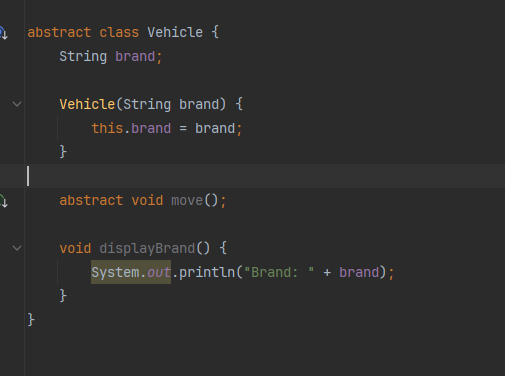 abstract class Vehicle {
    String brand;

    Vehicle(String brand) {
        this.brand = brand;
    }

    abstract void move();

    void displayBrand() {
        System.out.println("Brand: " + brand);
    }
}